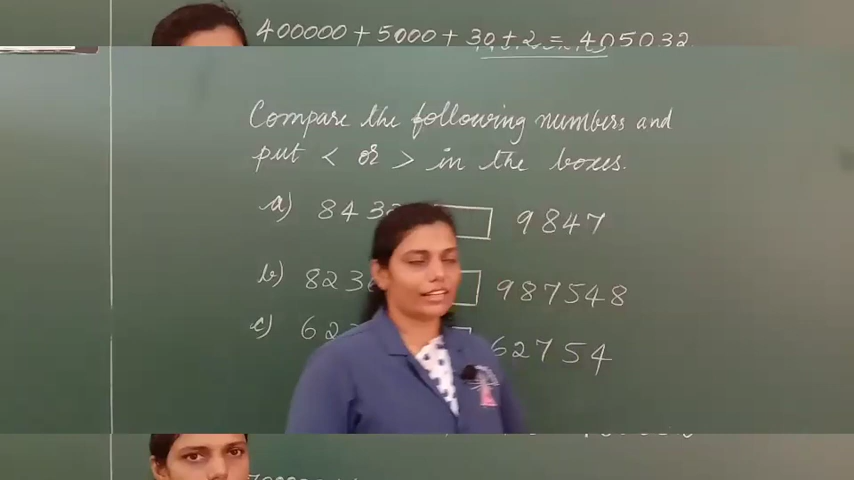 400000 + 5000 + 30 + 2 = 405032
Compare the following numbers and
put < or > in the boxes.
a) 9847
b) 987548
c) 62754